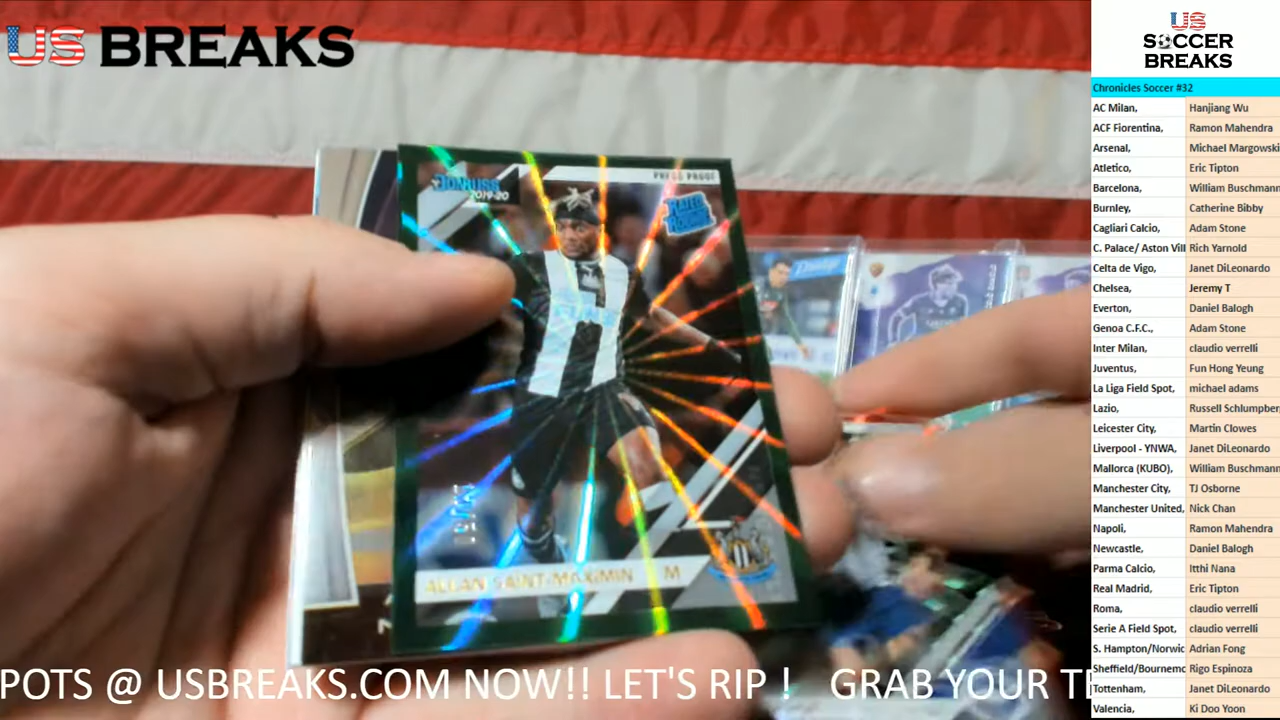 US BREAKS
US
SOCCER
BREAKS
Chronicles Soccer #32
AC Milan, Hanjiang Wu
ACF Fiorentina, Ramon Mahendra
Arsenal, Michael Margowski
Atletico, Eric Tipton
Barcelona, William Buschmann
Burnley, Catherine Bibby
Cagliari Calcio, Adam Stone
C. Palace/ Aston Vill Rich Yarnold
Celta de Vigo, Janet DiLeonardo
Chelsea, Jeremy T
Everton, Daniel Balogh
Genoa C.F.C., Adam Stone
Inter Milan, claudio verrelli
Juventus, Fun Hong Yeung
La Liga Field Spot, michael adams
Lazio, Russell Schlumper
Leicester City, Martin Clowes
Liverpool - YNWA, Janet DiLeonardo
Mallorca (KUBO), William Buschmann
Manchester City, TJ Osborne
Manchester United, Nick Chan
Napoli, Ramon Mahendra
Newcastle, Daniel Balogh
Parma Calcio, Itthi Nana
Real Madrid, Eric Tipton
Roma, claudio verrelli
Serie A Field Spot, claudio verrelli
S. Hampton/Norwic Adrian Fong
Sheffield/Bournemo Rigo Espinoza
Tottenham, Janet DiLeonardo
Valencia, Ki Doo Yoon
PRESS PROOF
DONRUSS
2019-20
RATED
ROOKIE
FUN88
ALLAN SAINT-MAXIMIN M
POTS @ USBREAKS.COM NOW!! LET'S RIP ! GRAB YOUR TE